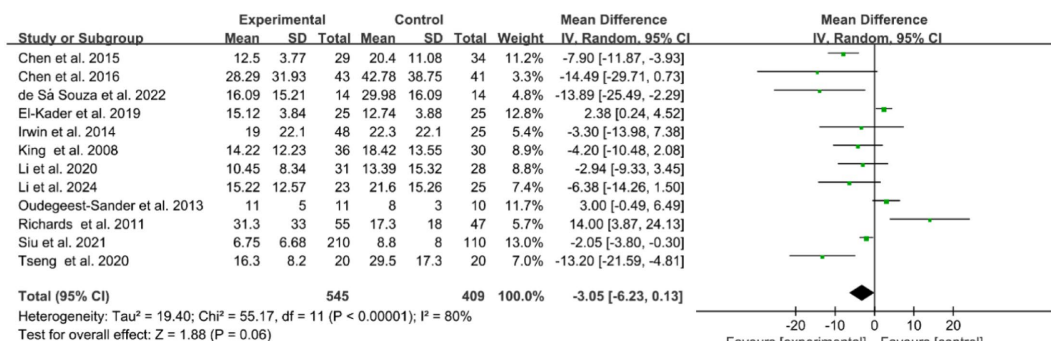 Experimental Control Mean Difference Mean Difference
Study or Subgroup Mean SD Total Mean SD Total Weight IV, Random, 95% CI IV, Random, 95% CI
Chen et al. 2015 12.5 3.77 29 20.4 11.08 34 11.2% -7.90 [-11.87, -3.93]
Chen et al. 2016 28.29 31.93 43 42.78 38.75 41 3.3% -14.49 [-29.71, 0.73]
de Sá Souza et al. 2022 16.09 15.21 14 29.98 16.09 14 4.8% -13.89 [-25.49, -2.29]
El-Kader et al. 2019 15.12 3.84 25 12.74 3.88 25 12.8% 2.38 [0.24, 4.52]
Irwin et al. 2014 19 22.1 48 22.3 22.1 25 5.4% -3.30 [-13.98, 7.38]
King et al. 2008 14.22 12.23 36 18.42 13.55 30 8.9% -4.20 [-10.48, 2.08]
Li et al. 2020 10.45 8.34 31 13.39 15.32 28 8.8% -2.94 [-9.33, 3.45]
Li et al. 2024 15.22 12.57 23 21.6 15.26 25 7.4% -6.38 [-14.26, 1.50]
Oudegeest-Sander et al. 2013 11 5 11 8 3 10 11.7% 3.00 [-0.49, 6.49]
Richards et al. 2011 31.3 33 55 17.3 18 47 5.7% 14.00 [3.87, 24.13]
Siu et al. 2021 6.75 6.68 210 8.8 8 110 13.0% -2.05 [-3.80, -0.30]
Tseng et al. 2020 16.3 8.2 20 29.5 17.3 20 7.0% -13.20 [-21.59, -4.81]
Total (95% CI) 545 409 100.0% -3.05 [-6.23, 0.13]
Heterogeneity: Tau² = 19.40; Chi² = 55.17, df = 11 (P < 0.00001); I² = 80%
-20 -10 0 10 20
Test for overall effect: Z = 1.88 (P = 0.06)
Favours [experimental] Favours [control]